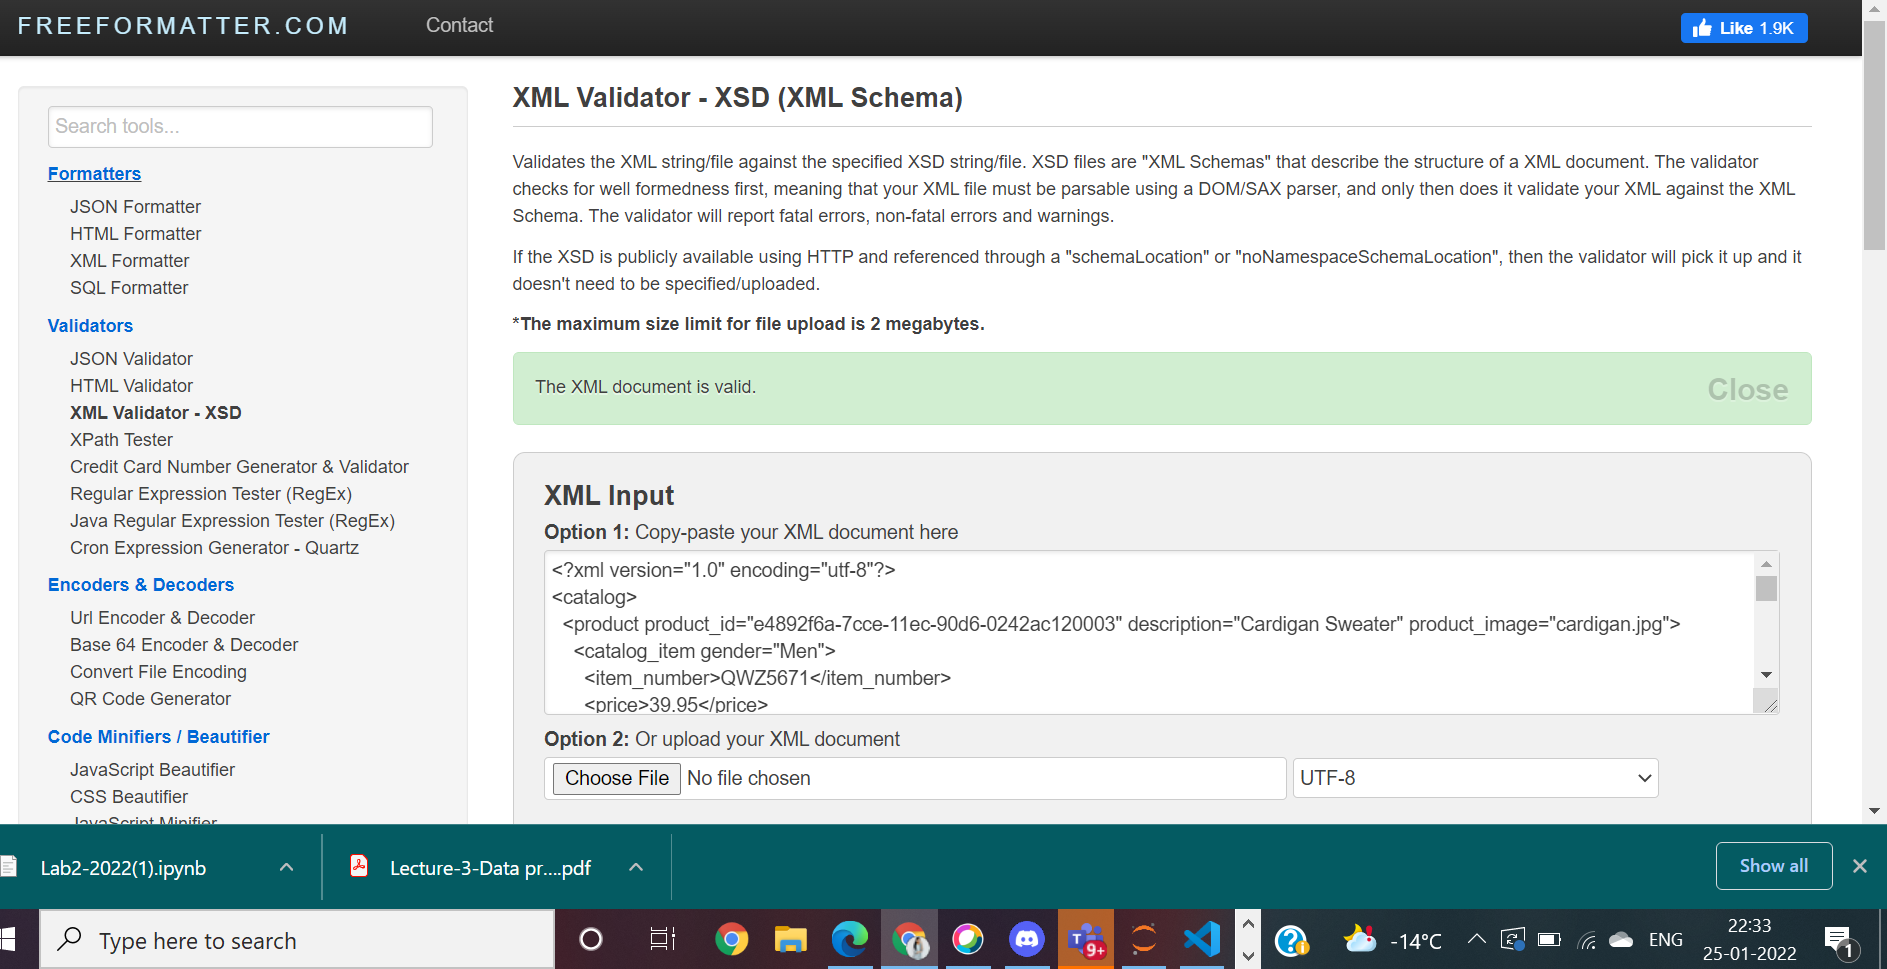 FREEFORMATTER.COM
Contact
Like 1.9K
Search tools...
Formatters
JSON Formatter
HTML Formatter
XML Formatter
SQL Formatter
Validators
JSON Validator
HTML Validator
XML Validator - XSD
XPath Tester
Credit Card Number Generator & Validator
Regular Expression Tester (RegEx)
Java Regular Expression Tester (RegEx)
Cron Expression Generator - Quartz
Encoders & Decoders
Url Encoder & Decoder
Base 64 Encoder & Decoder
Convert File Encoding
QR Code Generator
Code Minifiers / Beautifier
JavaScript Beautifier
CSS Beautifier
JavaScript Minifier
XML Validator - XSD (XML Schema)
Validates the XML string/file against the specified XSD string/file. XSD files are "XML Schemas" that describe the structure of a XML document. The validator
checks for well formedness first, meaning that your XML file must be parsable using a DOM/SAX parser, and only then does it validate your XML against the XML
Schema. The validator will report fatal errors, non-fatal errors and warnings.
If the XSD is publicly available using HTTP and referenced through a "schemaLocation" or "noNamespaceSchemaLocation", then the validator will pick it up and it
doesn't need to be specified/uploaded.
*The maximum size limit for file upload is 2 megabytes.
The XML document is valid.
Close
XML Input
Option 1: Copy-paste your XML document here
<?xml version="1.0" encoding="utf-8"?>
<catalog>
<product product_id="e4892f6a-7cce-11ec-90d6-0242ac120003" description="Cardigan Sweater" product_image="cardigan.jpg">
<catalog_item gender="Men">
<item_number>QWZ5671</item_number>
<price>39.95</price>
Option 2: Or upload your XML document
Choose File No file chosen
UTF-8
Lab2-2022(1).ipynb
Lecture-3-Data pr....pdf
Show all
Type here to search
T
9+
-14°C
ENG
22:33
25-01-2022
1